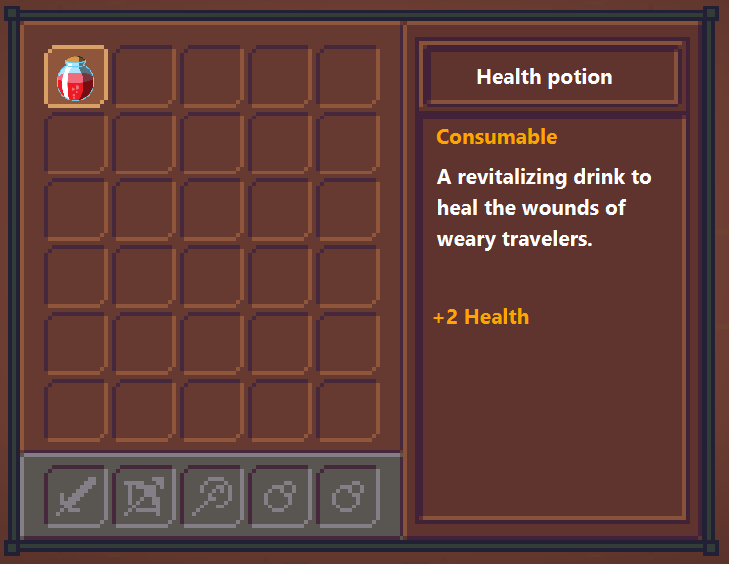 Health potion
Consumable
A revitalizing drink to
heal the wounds of
weary travelers.
+2 Health